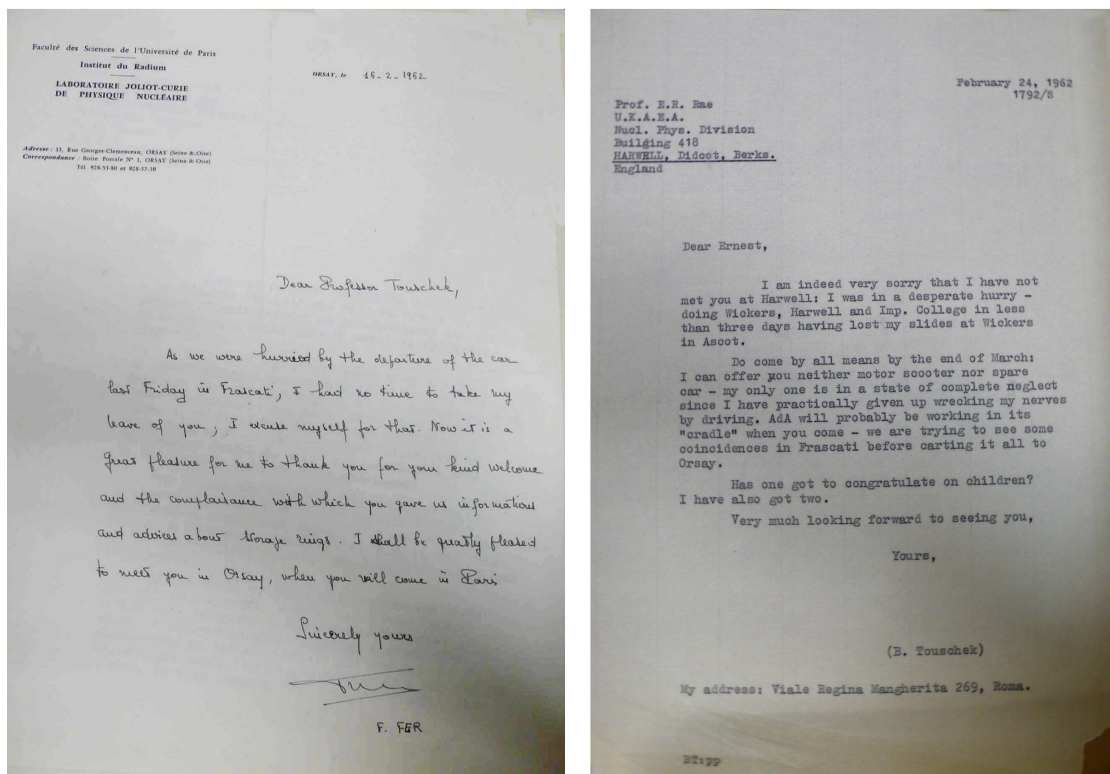 Faculté des Sciences de l'Université de Paris
Institut du Radium
LABORATOIRE JOLIOT-CURIE
DE PHYSIQUE NUCLÉAIRE
ORSAY, le 16-2-1962
Adresse : 15, Rue Georges-Clemenceau, ORSAY (Seine-&-Oise)
Correspondance : Boite Postale N° 1, ORSAY (Seine-&-Oise)
Tél. 928-53-80 et 928-57-10
Dear Professor Touschek,
As we were hurried by the departure of the car
last Friday in Frascati, I had no time to take my
leave of you ; I excuse myself for that. Now it is a
great pleasure for me to thank you for your kind welcome
and the complaisance with which you gave us informations
and advices about storage rings. I shall be greatly pleased
to meet you in Orsay, when you will come in Paris
Sincerely yours
F. FER
February 24, 1962
1792/S
Prof. E.R. Rae
U.K.A.E.A.
Nucl. Phys. Division
Builging 418
HARWELL, Didcot, Berks.
England
Dear Ernest,
I am indeed very sorry that I have not
met you at Harwell: I was in a desperate hurry -
doing Wickers, Harwell and Imp. College in less
than three days having lost my slides at Wickers
in Ascot.
Do come by all means by the end of March:
I can offer you neither motor scooter nor spare
car - my only one is in a state of complete neglect
since I have practically given up wrecking my nerves
by driving. AdA will probably be working in its
"cradle" when you come - we are trying to see some
coincidences in Frascati before carting it all to
Orsay.
Has one got to congratulate on children?
I have also got two.
Very much looking forward to seeing you,
Yours,
(B. Touschek)
My address: Viale Regina Mangherita 269, Roma.
BT:pp